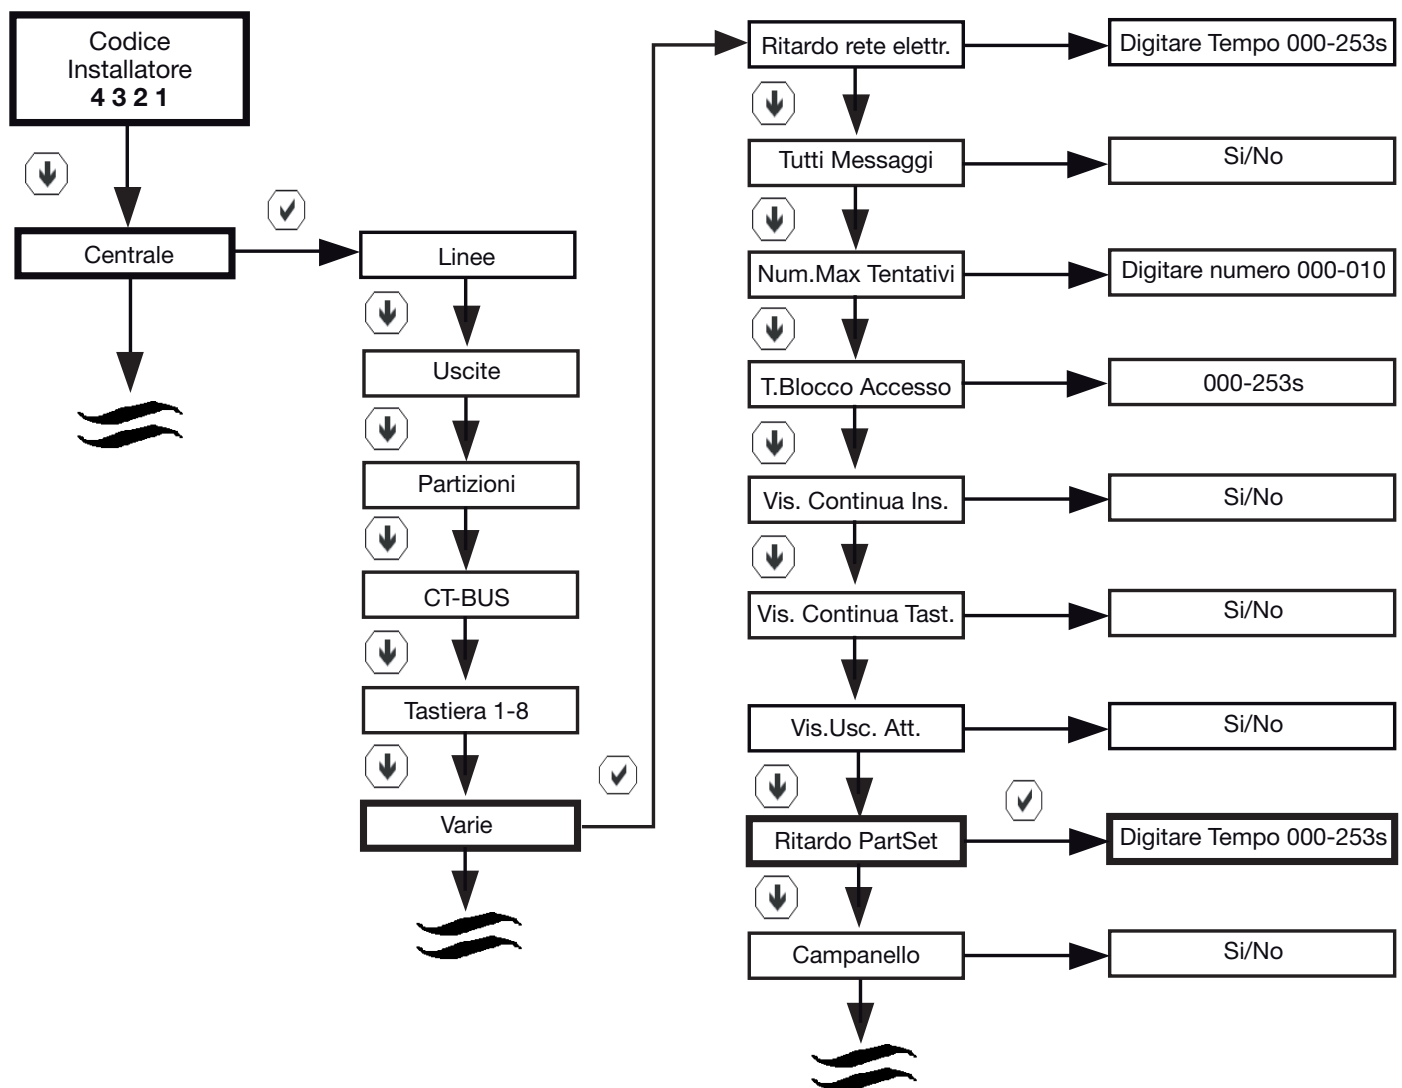 Codice
Installatore
4 3 2 1
Centrale
Linee
Uscite
Partizioni
CT-BUS
Tastiera 1-8
Varie
Ritardo rete elettr.
Digitare Tempo 000-253s
Tutti Messaggi
Si/No
Num.Max Tentativi
Digitare numero 000-010
T.Blocco Accesso
000-253s
Vis. Continua Ins.
Si/No
Vis. Continua Tast.
Si/No
Vis.Usc. Att.
Si/No
Ritardo PartSet
Digitare Tempo 000-253s
Campanello
Si/No